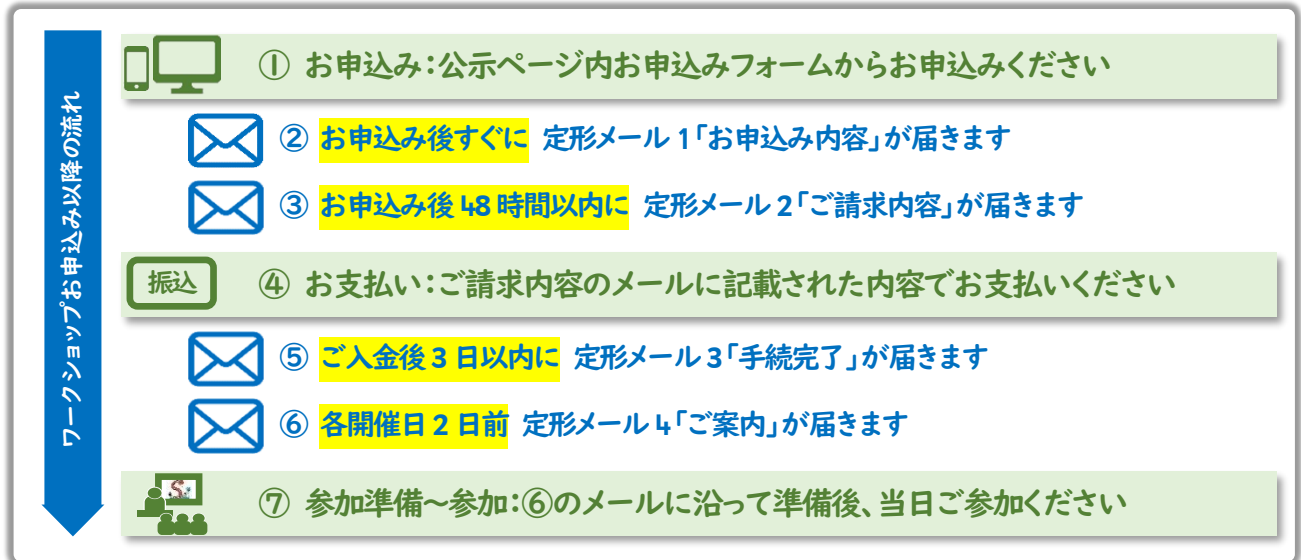 ワークショップお申込み以降の流れ
① お申込み：公示ページ内お申込みフォームからお申込みください
② お申込み後すぐに 定形メール1「お申込み内容」が届きます
③ お申込み後48時間以内に 定形メール2「ご請求内容」が届きます
振込 ④ お支払い：ご請求内容のメールに記載された内容でお支払いください
⑤ ご入金後3日以内に 定形メール3「手続完了」が届きます
⑥ 各開催日2日前 定形メール4「ご案内」が届きます
⑦ 参加準備～参加：⑥のメールに沿って準備後、当日ご参加ください